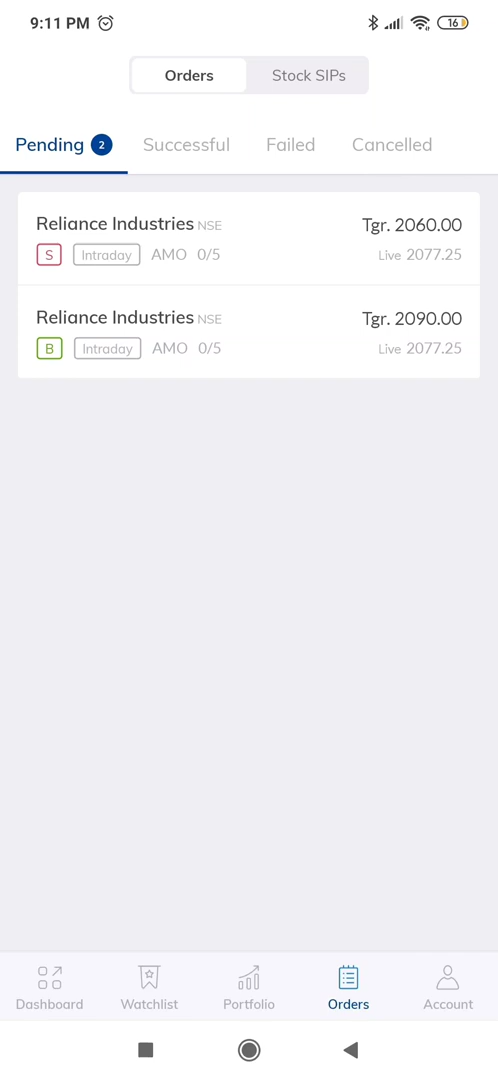 9:11 PM 16
Orders Stock SIPs
Pending 2 Successful Failed Cancelled
Reliance Industries NSE Tgr. 2060.00
S Intraday AMO 0/5 Live 2077.25
Reliance Industries NSE Tgr. 2090.00
B Intraday AMO 0/5 Live 2077.25
Dashboard Watchlist Portfolio Orders Account